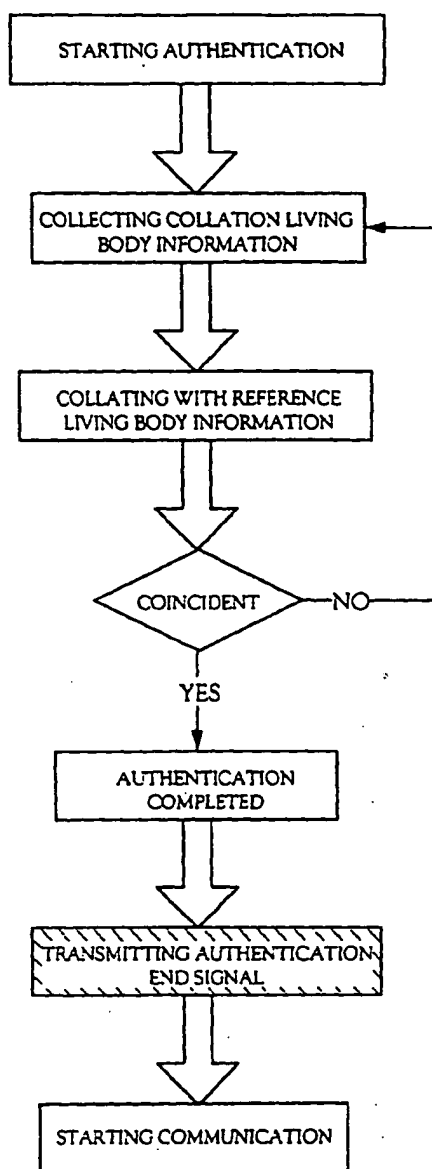 STARTING AUTHENTICATION
COLLECTING COLLATION LIVING
BODY INFORMATION
COLLATING WITH REFERENCE
LIVING BODY INFORMATION
COINCIDENT
NO
YES
AUTHENTICATION
COMPLETED
TRANSMITTING AUTHENTICATION
END SIGNAL
STARTING COMMUNICATION